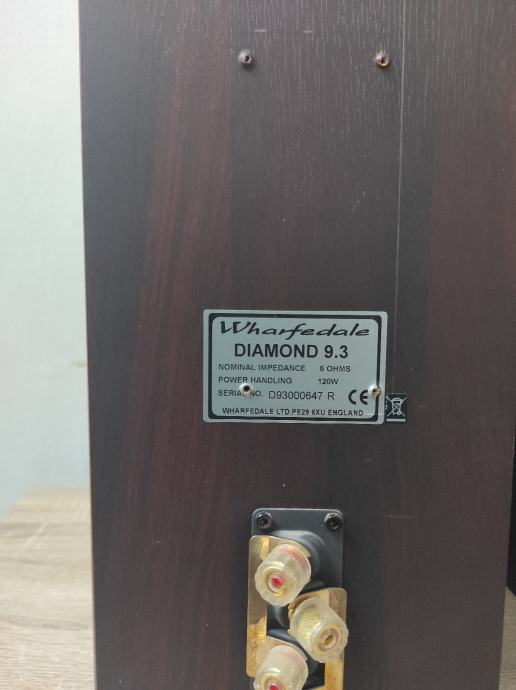 Wharfedale
DIAMOND 9.3
NOMINAL IMPEDANCE 6 OHMS
POWER HANDLING 120W
SERIAL NO. D93000647 R CE
WHARFEDALE LTD PE29 6XU ENGLAND